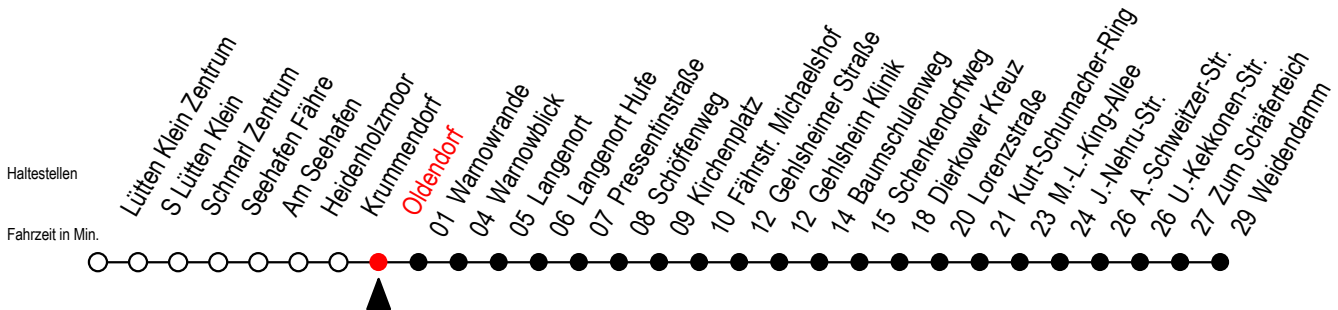 Haltestellen
Fahrzeit in Min.
Lütten Klein Zentrum
S Lütten Klein
Schmarl Zentrum
Seehafen Fähre
Am Seehafen
Heidenholzmoor
Krummendorf
Oldendorf
01 Warnowrande
04 Warnowblick
05 Langenort
06 Langenort Hufe
07 Pressentinstraße
08 Schöffenweg
09 Kirchenplatz
10 Fährstr. Michaelshof
12 Gehlsheimer Straße
12 Gehlsheim Klinik
14 Baumschulenweg
15 Schenkendorfweg
18 Dierkower Kreuz
20 Lorenzstraße
21 Kurt-Schumacher-Ring
23 M.-L.-King-Allee
24 J.-Nehru-Str.
26 A.-Schweitzer-Str.
26 U.-Kekkonen-Str.
27 Zum Schäferteich
29 Weidendamm